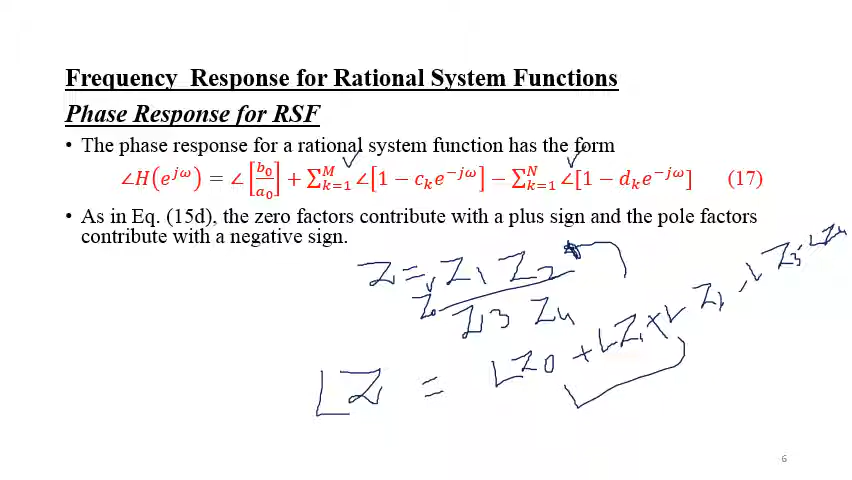 Frequency Response for Rational System Functions
Phase Response for RSF
• The phase response for a rational system function has the form
∠H(e^{jω}) = ∠[b₀/a₀] + ∑_{k=1}^{M} ∠[1 − c_k e^{−jω}] − ∑_{k=1}^{N} ∠[1 − d_k e^{−jω}] (17)
• As in Eq. (15d), the zero factors contribute with a plus sign and the pole factors
contribute with a negative sign.
Z = Z₁ Z₂
Z₀
Z₃ Z₄
∠Z = ∠Z0 + ∠Z₁ + ∠Z₂ - ∠Z₃ - ∠Z₄
6